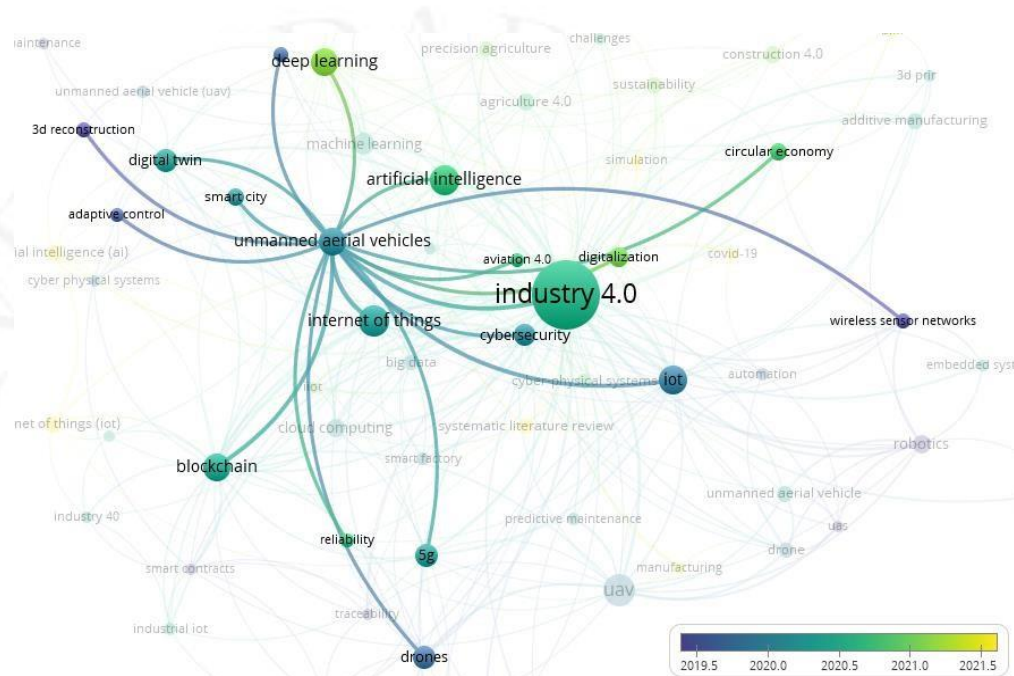 challenges
precision agriculture
construction 4.0
deep learning
3d prir
sustainability
unmanned aerial vehicle (uav)
agriculture 4.0
additive manufacturing
3d reconstruction
machine learning
circular economy
digital twin
simulation
artificial intelligence
smart city
adaptive control
unmanned aerial vehicles
ial intelligence (ai)
covid-19
aviation 4.0
digitalization
cyber physical systems
industry 4.0
internet of things
wireless sensor networks
cybersecurity
big data
embedded syst
automation
cyber-physical systems
iot
iiot
net of things (iot)
cloud computing
systematic literature review
robotics
smart factory
blockchain
unmanned aerial vehicle
industry 40
predictive maintenance
uas
reliability
drone
5g
smart contracts
manufacturing
uav
traceability
industrial iot
drones
2019.5 2020.0 2020.5 2021.0 2021.5